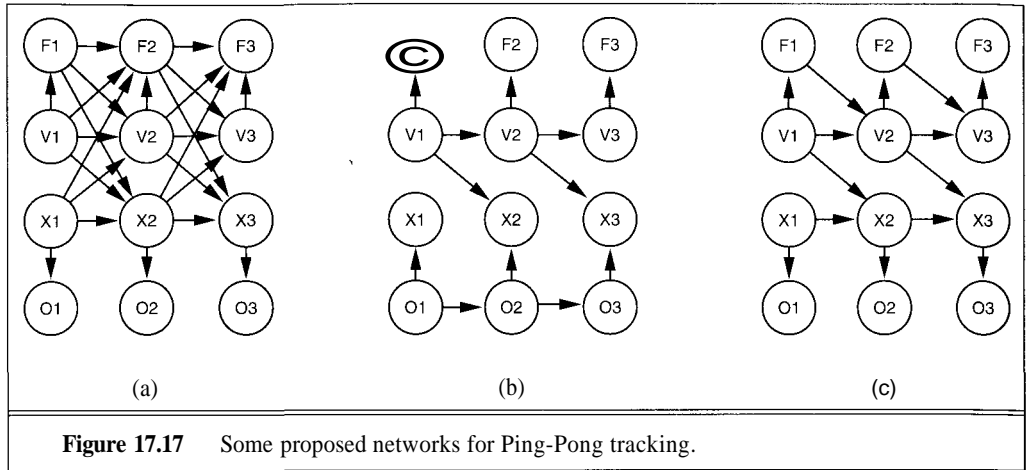 F1 F2 F3 © F2 F3 F1 F2 F3
V1 V2 V3 V1 V2 V3 V1 V2 V3
X1 X2 X3 X1 X2 X3 X1 X2 X3
O1 O2 O3 O1 O2 O3 O1 O2 O3
(a) (b) (c)
Figure 17.17 Some proposed networks for Ping-Pong tracking.